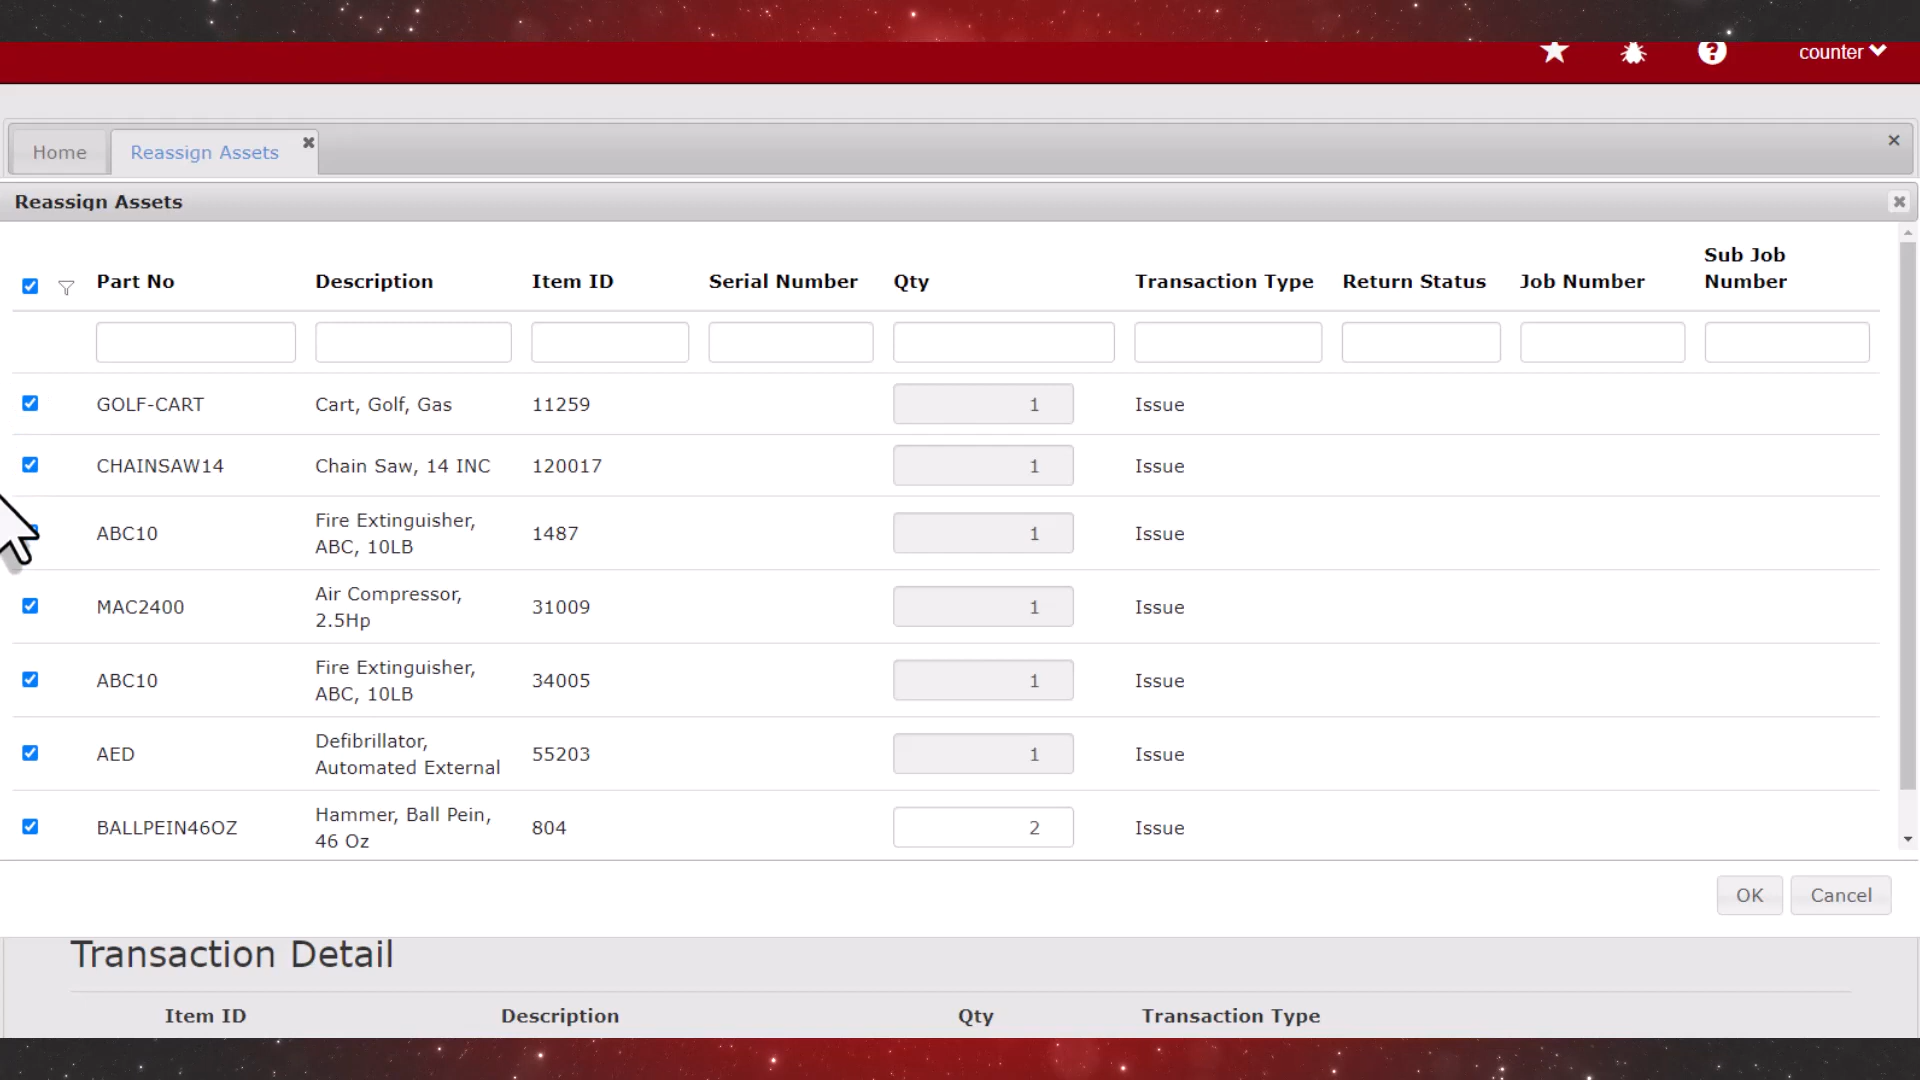 counter
Home
Reassign Assets
Reassign Assets
Part No
Description
Item ID
Serial Number
Qty
Transaction Type
Return Status
Job Number
Sub Job
Number
GOLF-CART
Cart, Golf, Gas
11259
1
Issue
CHAINSAW14
Chain Saw, 14 INC
120017
1
Issue
ABC10
Fire Extinguisher,
ABC, 10LB
1487
1
Issue
MAC2400
Air Compressor,
2.5Hp
31009
1
Issue
ABC10
Fire Extinguisher,
ABC, 10LB
34005
1
Issue
AED
Defibrillator,
Automated External
55203
1
Issue
BALLPEIN46OZ
Hammer, Ball Pein,
46 Oz
804
2
Issue
OK
Cancel
Transaction Detail
Item ID
Description
Qty
Transaction Type